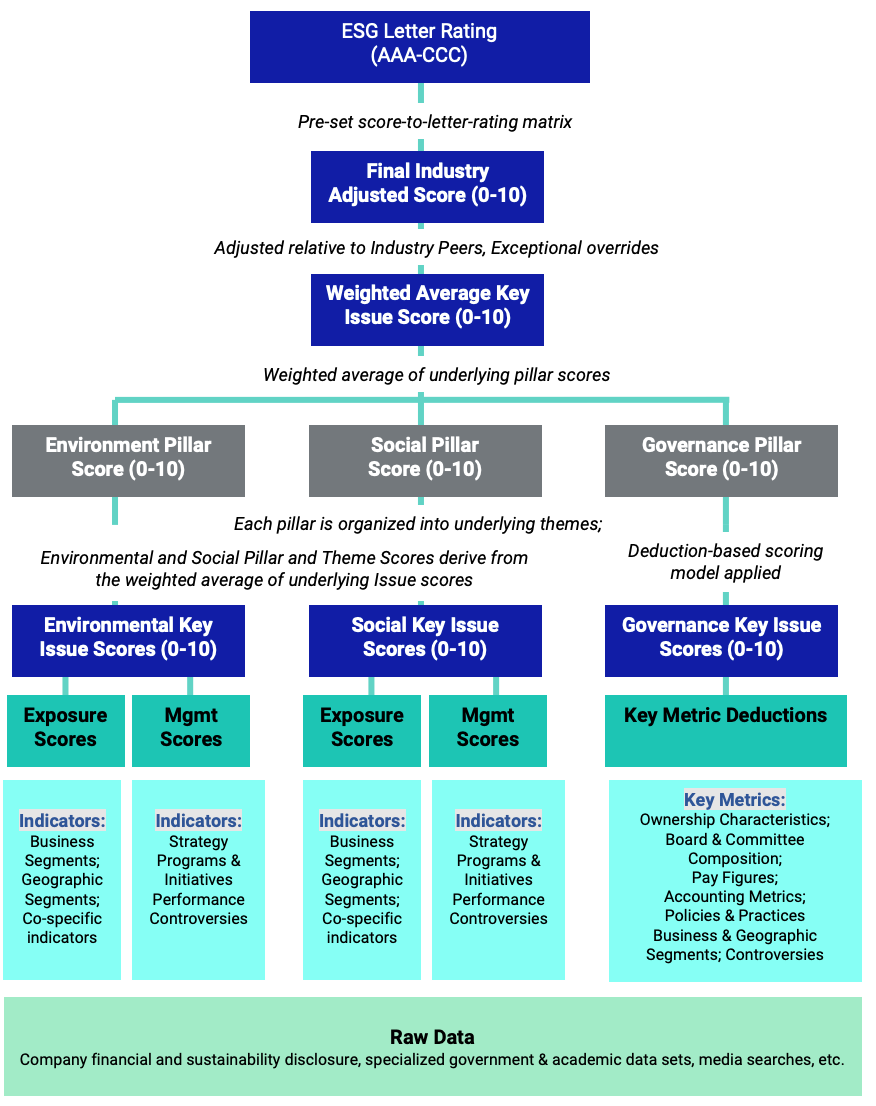 ESG Letter Rating
(AAA-CCC)
Pre-set score-to-letter-rating matrix
Final Industry
Adjusted Score (0-10)
Adjusted relative to Industry Peers, Exceptional overrides
Weighted Average Key
Issue Score (0-10)
Weighted average of underlying pillar scores
Environment Pillar
Score (0-10)
Social Pillar
Score (0-10)
Governance Pillar
Score (0-10)
Each pillar is organized into underlying themes;
Environmental and Social Pillar and Theme Scores derive from
the weighted average of underlying Issue scores
Deduction-based scoring
model applied
Environmental Key
Issue Scores (0-10)
Social Key Issue
Scores (0-10)
Governance Key Issue
Scores (0-10)
Exposure
Scores
Mgmt
Scores
Exposure
Scores
Mgmt
Scores
Key Metric Deductions
Indicators:
Business
Segments;
Geographic
Segments;
Co-specific
indicators
Indicators:
Strategy
Programs &
Initiatives
Performance
Controversies
Indicators:
Business
Segments;
Geographic
Segments;
Co-specific
indicators
Indicators:
Strategy
Programs &
Initiatives
Performance
Controversies
Key Metrics:
Ownership Characteristics;
Board & Committee
Composition;
Pay Figures;
Accounting Metrics;
Policies & Practices
Business & Geographic
Segments; Controversies
Raw Data
Company financial and sustainability disclosure, specialized government & academic data sets, media searches, etc.